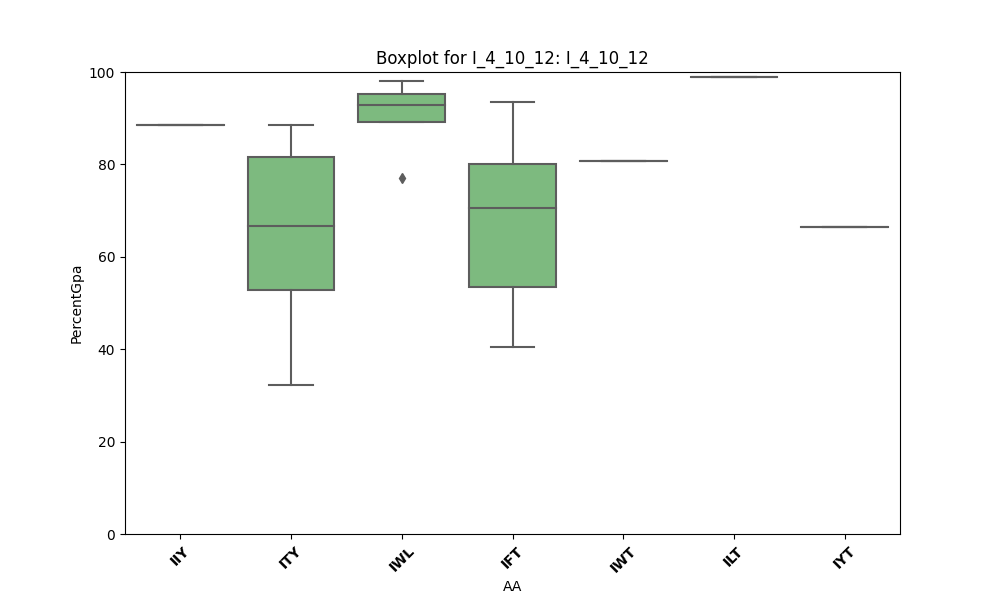 Boxplot for I_4_10_12: I_4_10_12
100
80
60
40
20
0
PercentGpa
IIY
ITY
IWL
IFT
IWT
ILT
IYT
AA